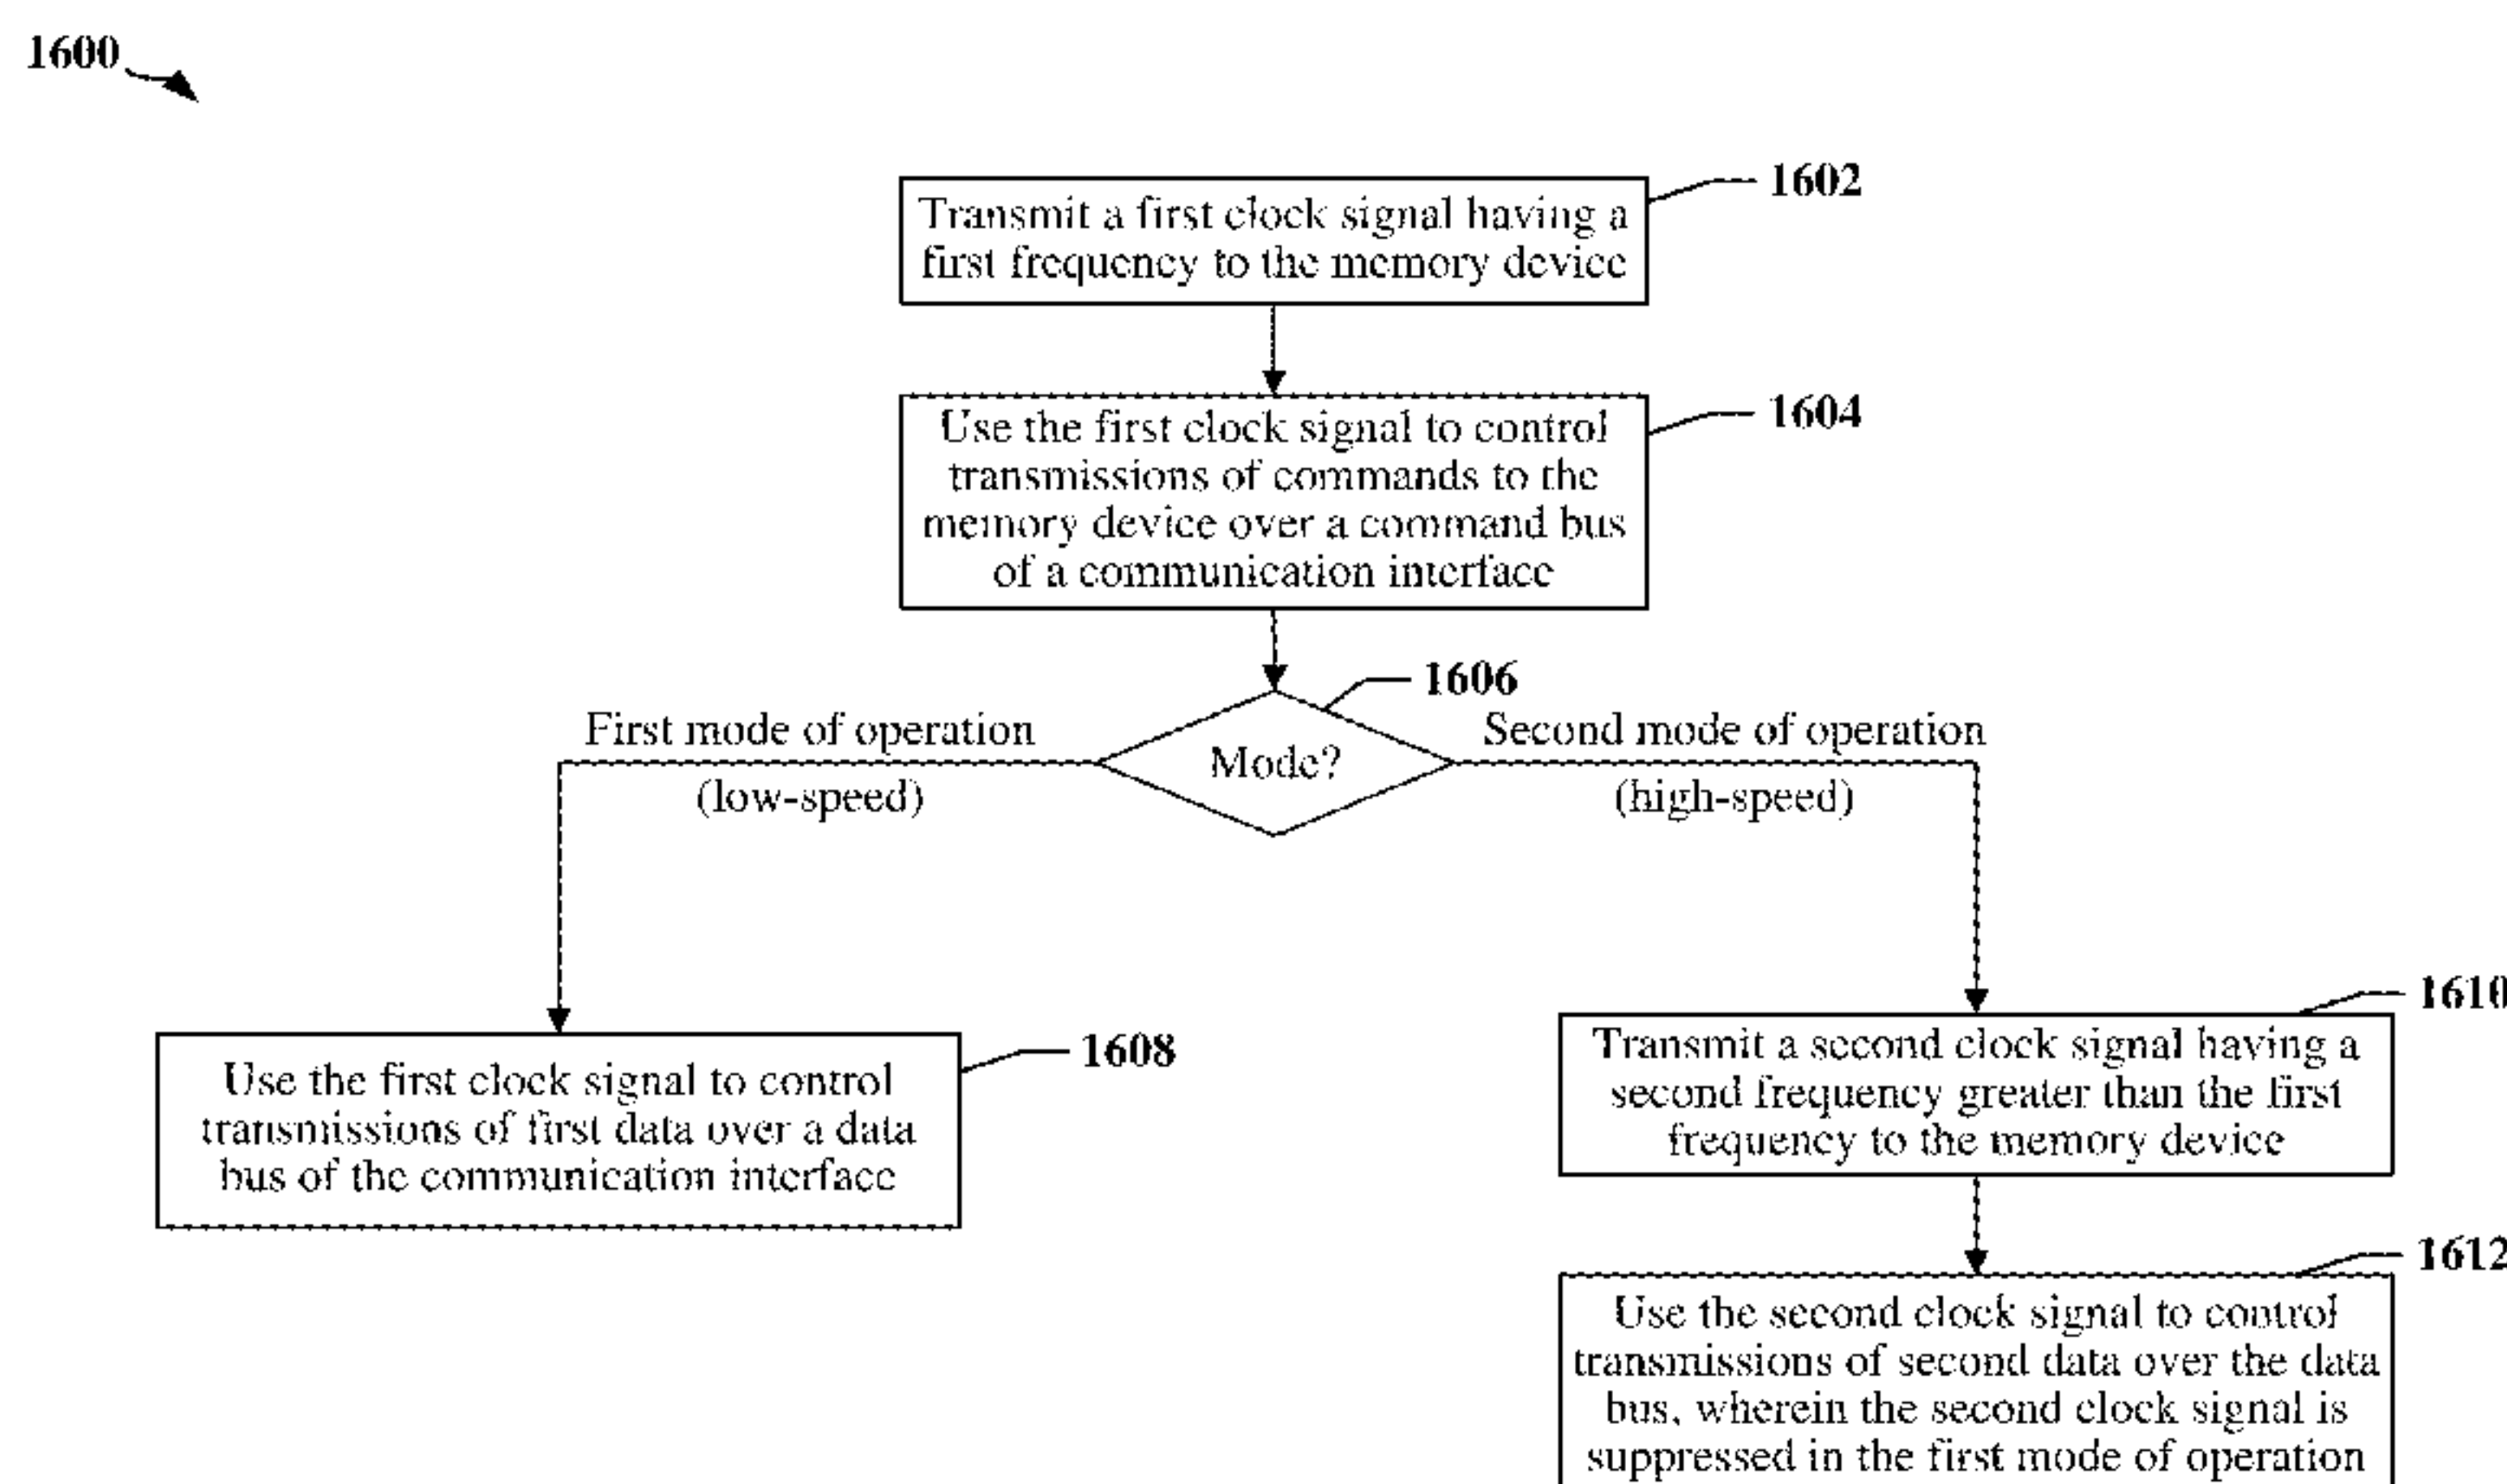 1600
1602
Transmit a first clock signal having a
first frequency to the memory device
1604
Use the first clock signal to control
transmissions of commands to the
memory device over a command bus
of a communication interface
1606
Mode?
First mode of operation
(low-speed)
Second mode of operation
(high-speed)
1608
Use the first clock signal to control
transmissions of first data over a data
bus of the communication interface
1610
Transmit a second clock signal having a
second frequency greater than the first
frequency to the memory device
1612
Use the second clock signal to control
transmissions of second data over the data
bus, wherein the second clock signal is
suppressed in the first mode of operation